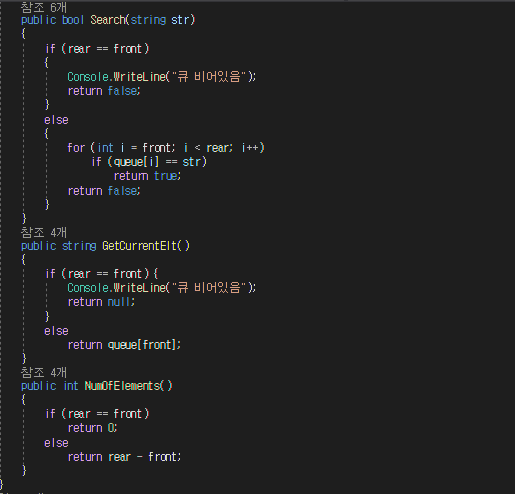 참조 6개
public bool Search(string str)
{
if (rear == front)
{
Console.WriteLine("큐 비어있음");
return false;
}
else
{
for (int i = front; i < rear; i++)
if (queue[i] == str)
return true;
return false;
}
}
참조 4개
public string GetCurrentElt()
{
if (rear == front) {
Console.WriteLine("큐 비어있음");
return null;
}
else
return queue[front];
}
참조 4개
public int NumOfElements()
{
if (rear == front)
return 0;
else
return rear - front;
}
}